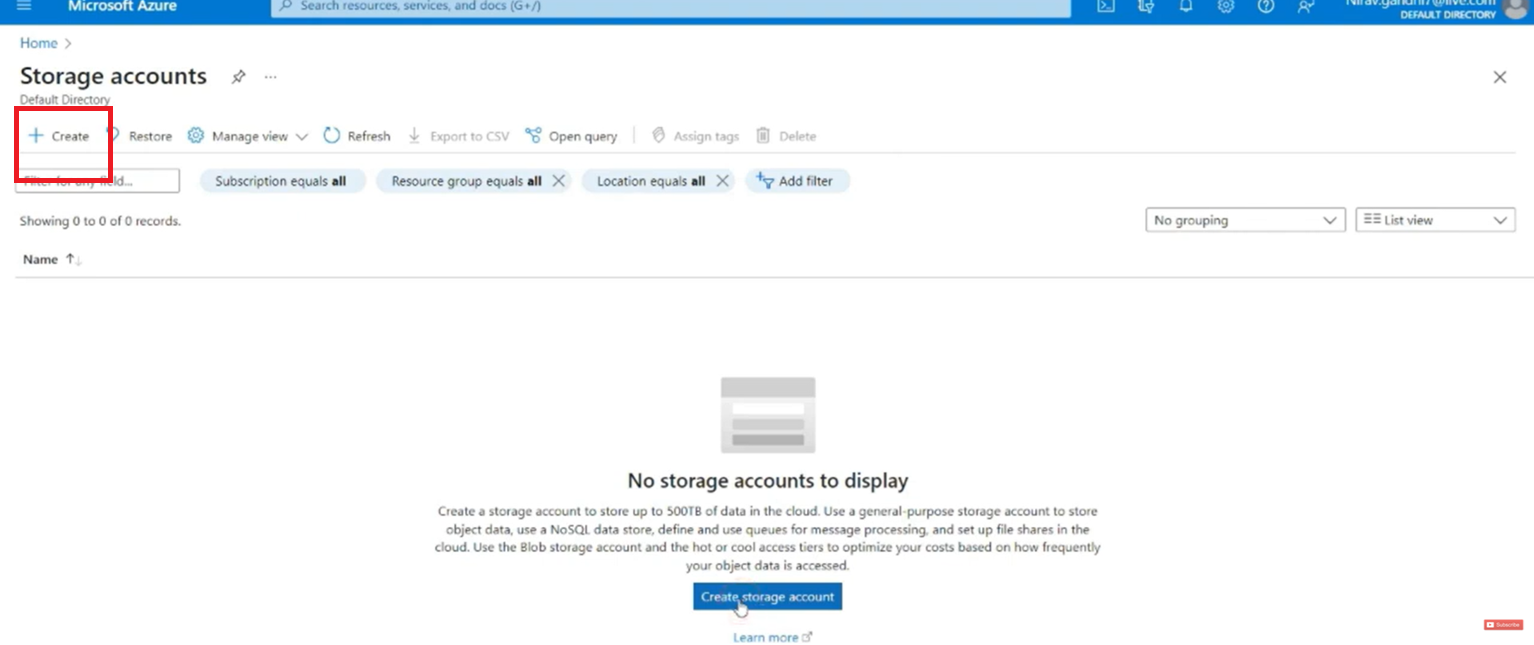 Microsoft Azure
Search resources, services, and docs (G+/)
DEFAULT DIRECTORY
Home >
Storage accounts ...
Default Directory
+ Create Restore Manage view Refresh Export to CSV Open query Assign tags Delete
Filter for any field... Subscription equals all Resource group equals all Location equals all Add filter
Showing 0 to 0 of 0 records.
No grouping List view
Name ↑↓
No storage accounts to display
Create a storage account to store up to 500TB of data in the cloud. Use a general-purpose storage account to store
object data, use a NoSQL data store, define and use queues for message processing, and set up file shares in the
cloud. Use the Blob storage account and the hot or cool access tiers to optimize your costs based on how frequently
your object data is accessed.
Create storage account
Learn more
Subscribe